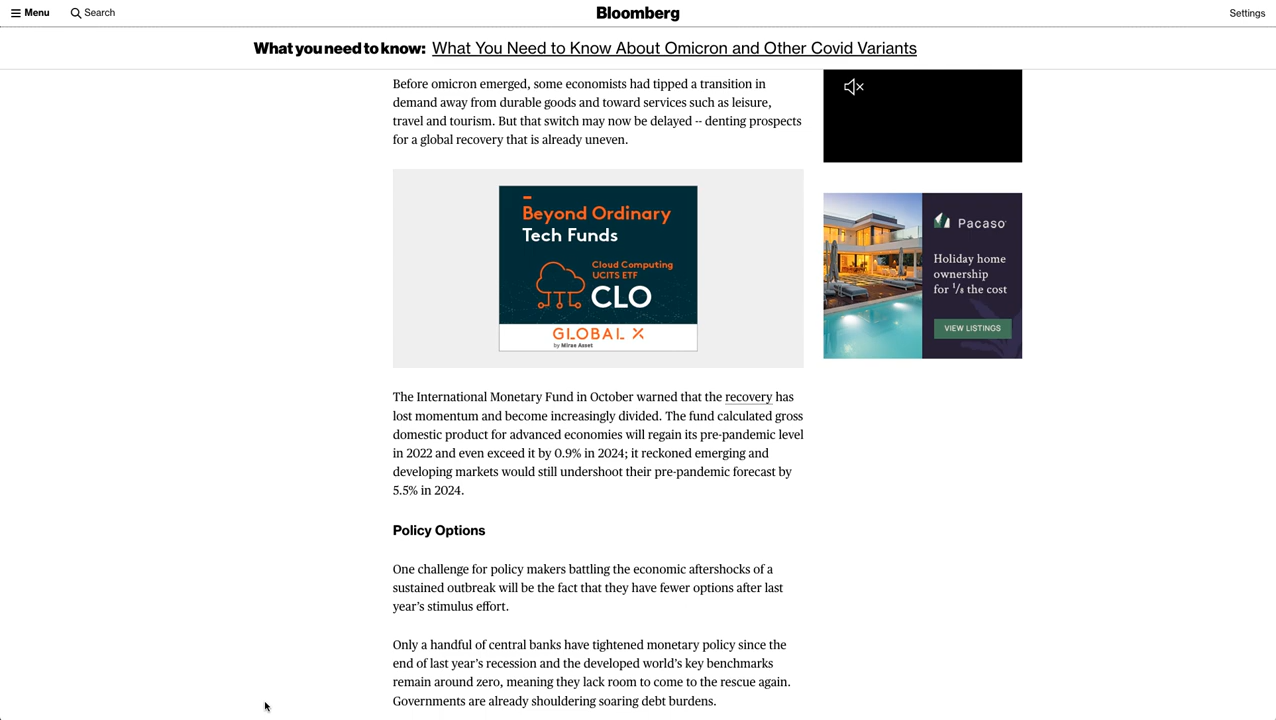 Menu
Search
Bloomberg
Settings
What you need to know: What You Need to Know About Omicron and Other Covid Variants
Before omicron emerged, some economists had tipped a transition in
demand away from durable goods and toward services such as leisure,
travel and tourism. But that switch may now be delayed -- denting prospects
for a global recovery that is already uneven.
Beyond Ordinary
Tech Funds
Cloud Computing
UCITS ETF
CLO
GLOBAL X
by Mirae Asset
Pacaso
Holiday home
ownership
for 1/8 the cost
VIEW LISTINGS
The International Monetary Fund in October warned that the recovery has
lost momentum and become increasingly divided. The fund calculated gross
domestic product for advanced economies will regain its pre-pandemic level
in 2022 and even exceed it by 0.9% in 2024; it reckoned emerging and
developing markets would still undershoot their pre-pandemic forecast by
5.5% in 2024.
Policy Options
One challenge for policy makers battling the economic aftershocks of a
sustained outbreak will be the fact that they have fewer options after last
year’s stimulus effort.
Only a handful of central banks have tightened monetary policy since the
end of last year’s recession and the developed world’s key benchmarks
remain around zero, meaning they lack room to come to the rescue again.
Governments are already shouldering soaring debt burdens.